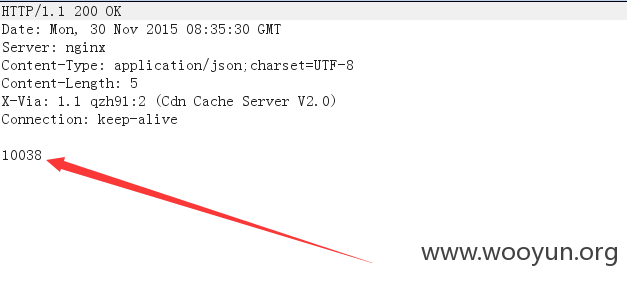 HTTP/1.1 200 OK
Date: Mon, 30 Nov 2015 08:35:30 GMT
Server: nginx
Content-Type: application/json;charset=UTF-8
Content-Length: 5
X-Via: 1.1 qzh91:2 (Cdn Cache Server V2.0)
Connection: keep-alive
10038
www.wooyun.org